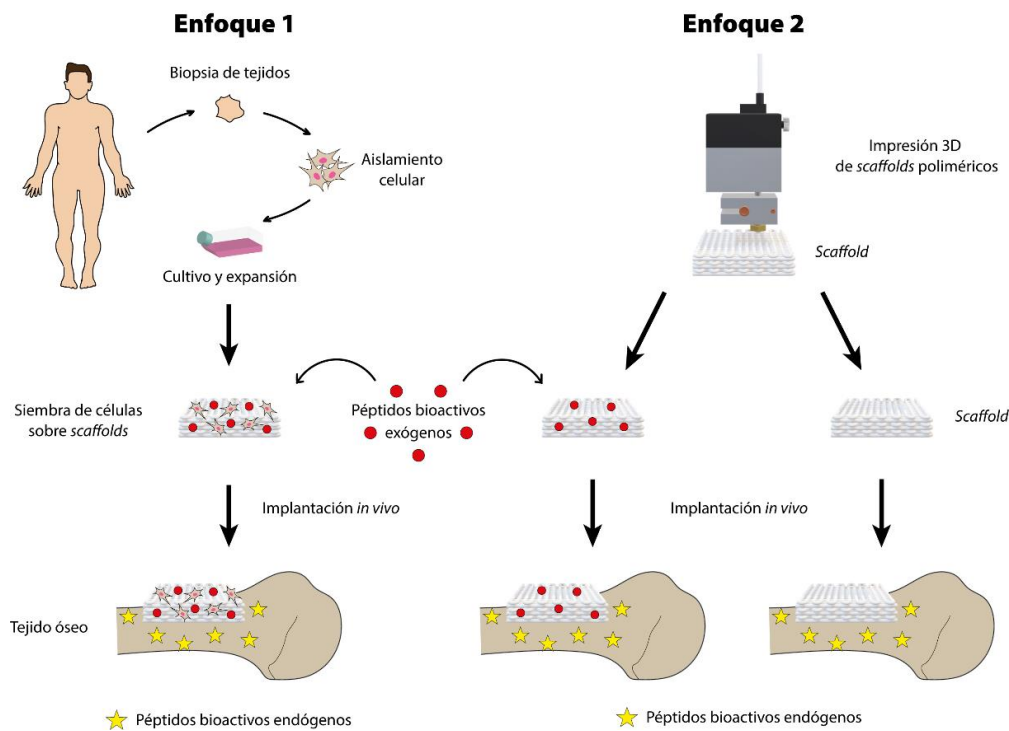 Enfoque 1
Enfoque 2
Biopsia de tejidos
Aislamiento
celular
Cultivo y expansión
Impresión 3D
de scaffolds poliméricos
Scaffold
Siembra de células
sobre scaffolds
Péptidos bioactivos
exógenos
Scaffold
Implantación in vivo
Implantación in vivo
Tejido óseo
Péptidos bioactivos endógenos
Péptidos bioactivos endógenos